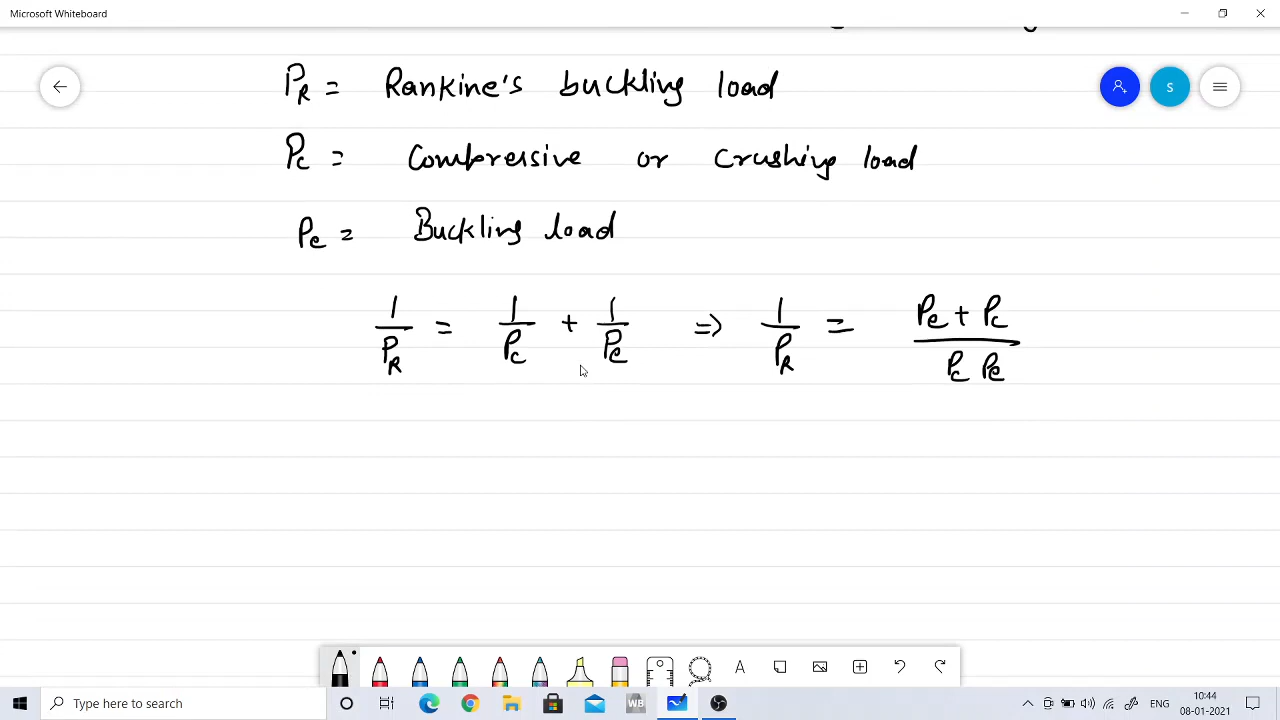 Microsoft Whiteboard
P_R = Rankine's buckling load
P_c = Compressive or crushing load
P_e = Buckling load
1/P_R = 1/P_c + 1/P_e => 1/P_R = (P_e + P_c)/(P_c P_e)
S
A
Type here to search
WB
ENG
10:44
08-01-2021